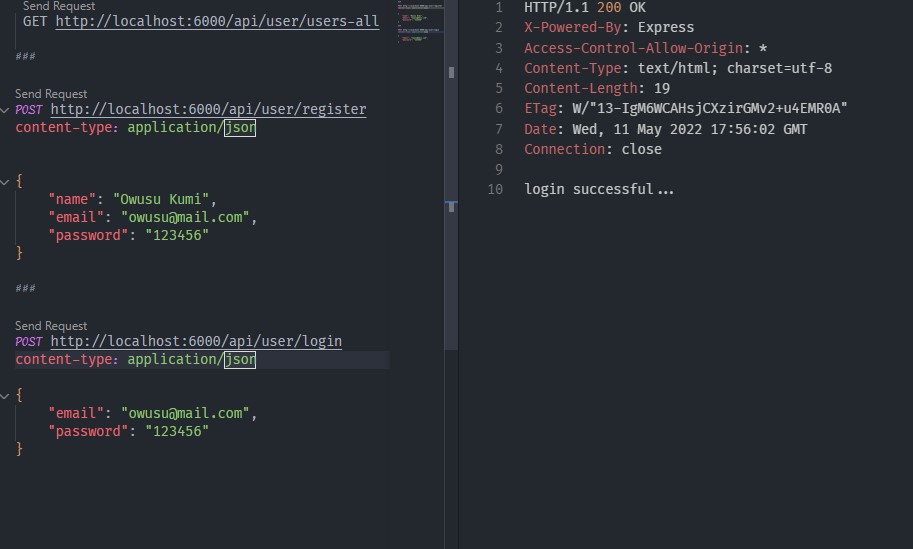 Send Request
GET http://localhost:6000/api/user/users-all
###
Send Request
POST http://localhost:6000/api/user/register
content-type: application/json
{
"name": "Owusu Kumi",
"email": "owusu@mail.com",
"password": "123456"
}
###
Send Request
POST http://localhost:6000/api/user/login
content-type: application/json
{
"email": "owusu@mail.com",
"password": "123456"
}
1 HTTP/1.1 200 OK
2 X-Powered-By: Express
3 Access-Control-Allow-Origin: *
4 Content-Type: text/html; charset=utf-8
5 Content-Length: 19
6 ETag: W/"13-IgM6WCAHsjCXzirGMv2+u4EMR0A"
7 Date: Wed, 11 May 2022 17:56:02 GMT
8 Connection: close
9
10 login successful...